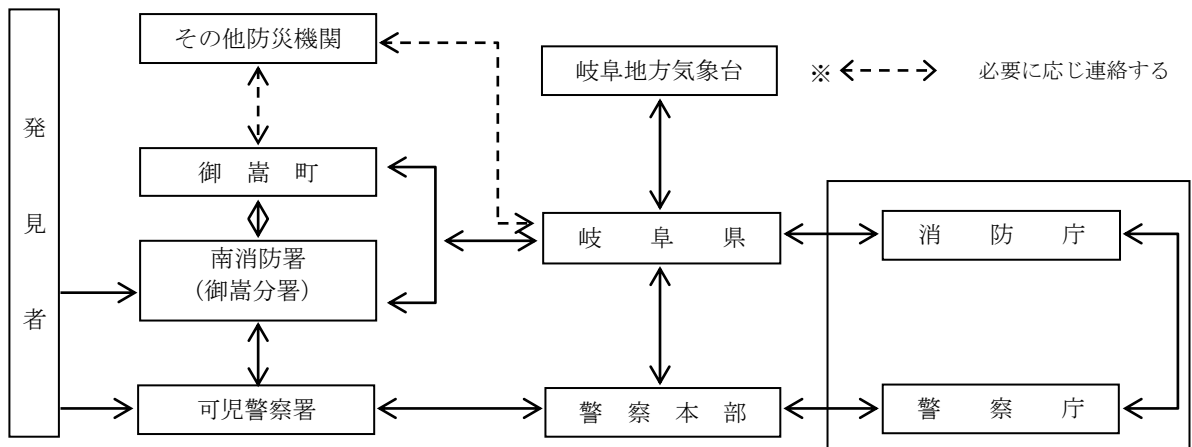 発見者
その他防災機関
岐阜地方気象台
※
必要に応じ連絡する
御嵩町
岐阜県
消防庁
南消防署
(御嵩分署)
可児警察署
警察本部
警察庁